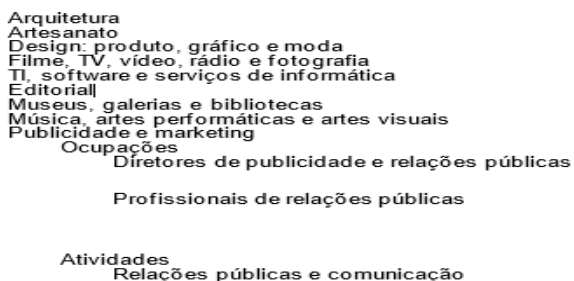 Arquitetura
Artesanato
Design: produto, gráfico e moda
Filme, TV, vídeo, rádio e fotografia
TI, software e serviços de informática
Editorial
Museus, galerias e bibliotecas
Música, artes performáticas e artes visuais
Publicidade e marketing
Ocupações
Diretores de publicidade e relações públicas
Profissionais de relações públicas
Atividades
Relações públicas e comunicação